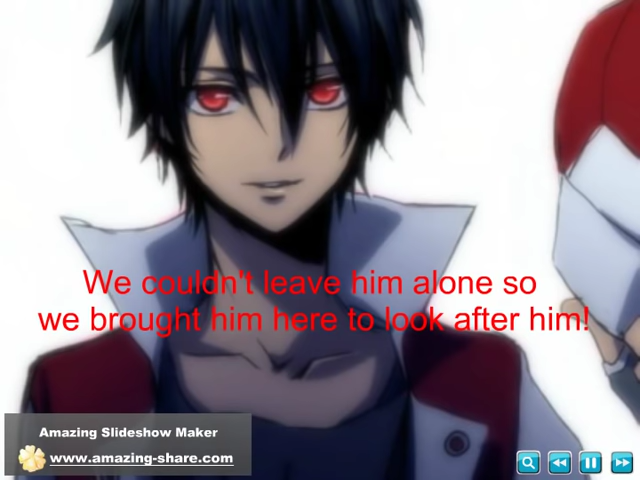 We couldn't leave him alone so
we brought him here to look after him!
Amazing Slideshow Maker
www.amazing-share.com